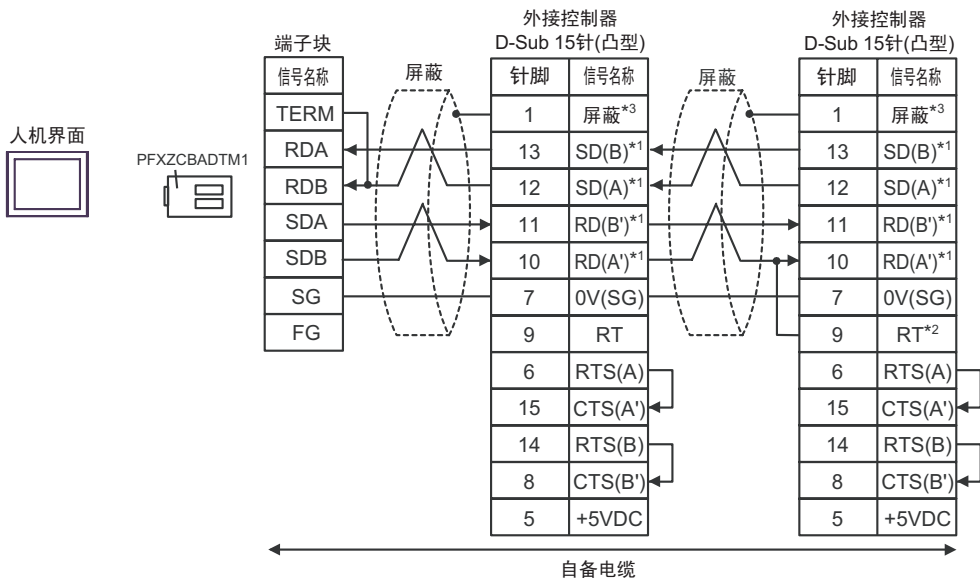 人机界面
PFXZCBADTM1
端子块
信号名称
TERM
RDA
RDB
SDA
SDB
SG
FG
屏蔽
外接控制器
D-Sub 15针(凸型)
针脚 信号名称
1 屏蔽*3
13 SD(B)*1
12 SD(A)*1
11 RD(B')*1
10 RD(A')*1
7 0V(SG)
9 RT
6 RTS(A)
15 CTS(A')
14 RTS(B)
8 CTS(B')
5 +5VDC
屏蔽
外接控制器
D-Sub 15针(凸型)
针脚 信号名称
1 屏蔽*3
13 SD(B)*1
12 SD(A)*1
11 RD(B')*1
10 RD(A')*1
7 0V(SG)
9 RT*2
6 RTS(A)
15 CTS(A')
14 RTS(B)
8 CTS(B')
5 +5VDC
自备电缆